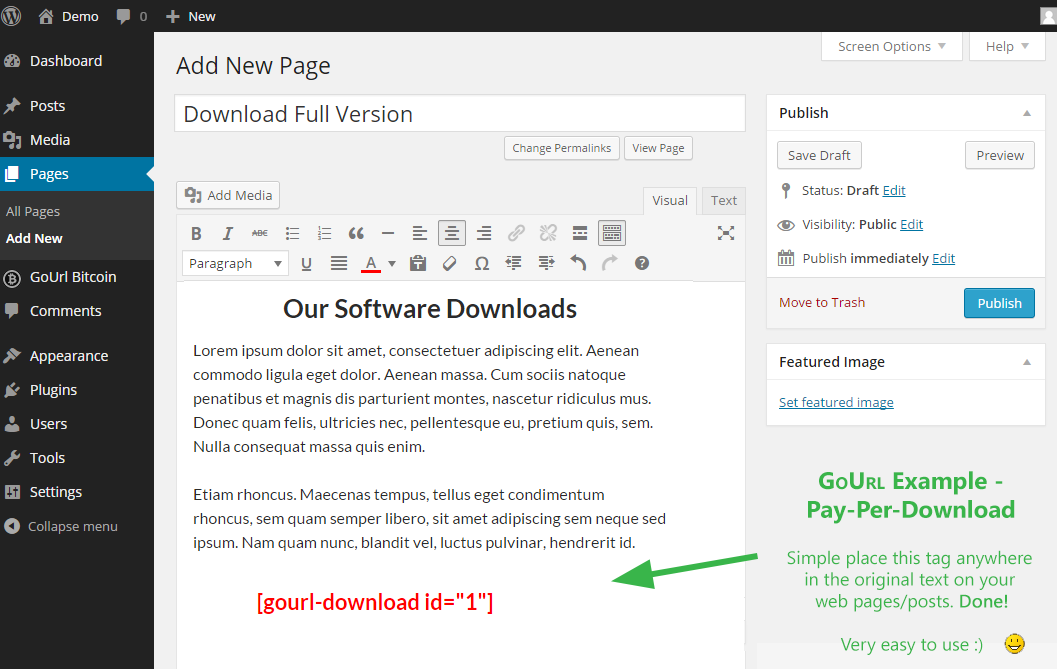 Demo 0 New
Screen Options Help
Dashboard
Posts
Media
Pages
All Pages
Add New
GoUrl Bitcoin
Comments
Appearance
Plugins
Users
Tools
Settings
Collapse menu
Add New Page
Download Full Version
Change Permalinks View Page
Add Media
Visual Text
B I ABC
Paragraph U A Ω
Our Software Downloads
Lorem ipsum dolor sit amet, consectetuer adipiscing elit. Aenean
commodo ligula eget dolor. Aenean massa. Cum sociis natoque
penatibus et magnis dis parturient montes, nascetur ridiculus mus.
Donec quam felis, ultricies nec, pellentesque eu, pretium quis, sem.
Nulla consequat massa quis enim.
Etiam rhoncus. Maecenas tempus, tellus eget condimentum
rhoncus, sem quam semper libero, sit amet adipiscing sem neque sed
ipsum. Nam quam nunc, blandit vel, luctus pulvinar, hendrerit id.
[gourl-download id="1"]
Publish
Save Draft Preview
Status: Draft Edit
Visibility: Public Edit
Publish immediately Edit
Move to Trash Publish
Featured Image
Set featured image
GoUrl Example -
Pay-Per-Download
Simple place this tag anywhere
in the original text on your
web pages/posts. Done!
Very easy to use :)